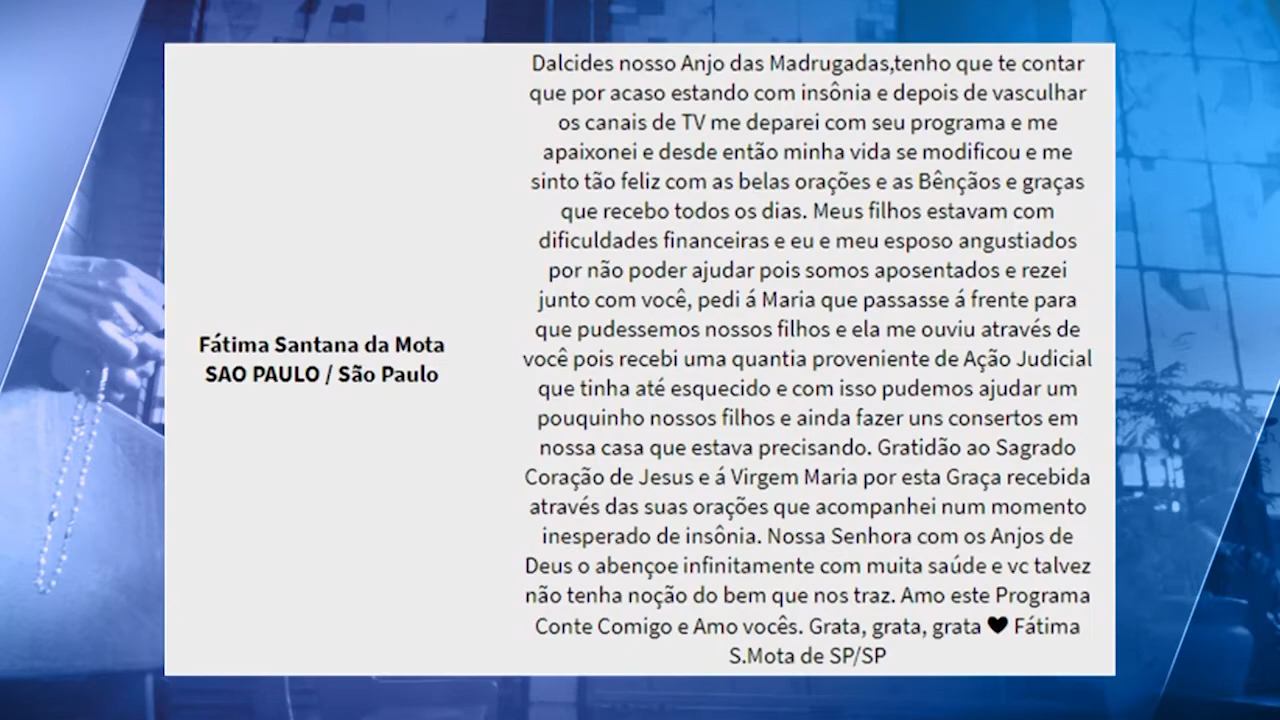 Fátima Santana da Mota
SAO PAULO / São Paulo
Dalcides nosso Anjo das Madrugadas,tenho que te contar
que por acaso estando com insônia e depois de vasculhar
os canais de TV me deparei com seu programa e me
apaixonei e desde então minha vida se modificou e me
sinto tão feliz com as belas orações e as Bênçãos e graças
que recebo todos os dias. Meus filhos estavam com
dificuldades financeiras e eu e meu esposo angustiados
por não poder ajudar pois somos aposentados e rezei
junto com você, pedi á Maria que passasse á frente para
que pudessemos nossos filhos e ela me ouviu através de
você pois recebi uma quantia proveniente de Ação Judicial
que tinha até esquecido e com isso pudemos ajudar um
pouquinho nossos filhos e ainda fazer uns consertos em
nossa casa que estava precisando. Gratidão ao Sagrado
Coração de Jesus e á Virgem Maria por esta Graça recebida
através das suas orações que acompanhei num momento
inesperado de insônia. Nossa Senhora com os Anjos de
Deus o abençoe infinitamente com muita saúde e vc talvez
não tenha noção do bem que nos traz. Amo este Programa
Conte Comigo e Amo vocês. Grata, grata, grata ♥ Fátima
S.Mota de SP/SP